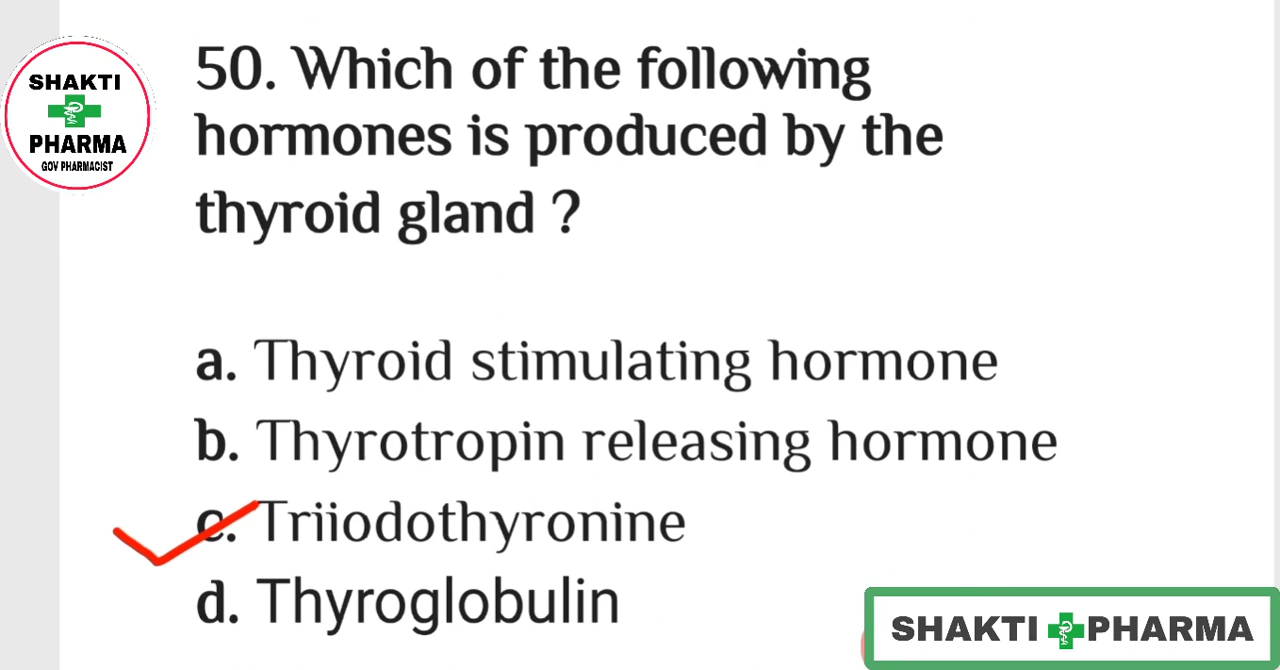 SHAKTI
PHARMA
GOV PHARMACIST
50. Which of the following
hormones is produced by the
thyroid gland ?
a. Thyroid stimulating hormone
b. Thyrotropin releasing hormone
c. Triiodothyronine
d. Thyroglobulin
SHAKTI PHARMA